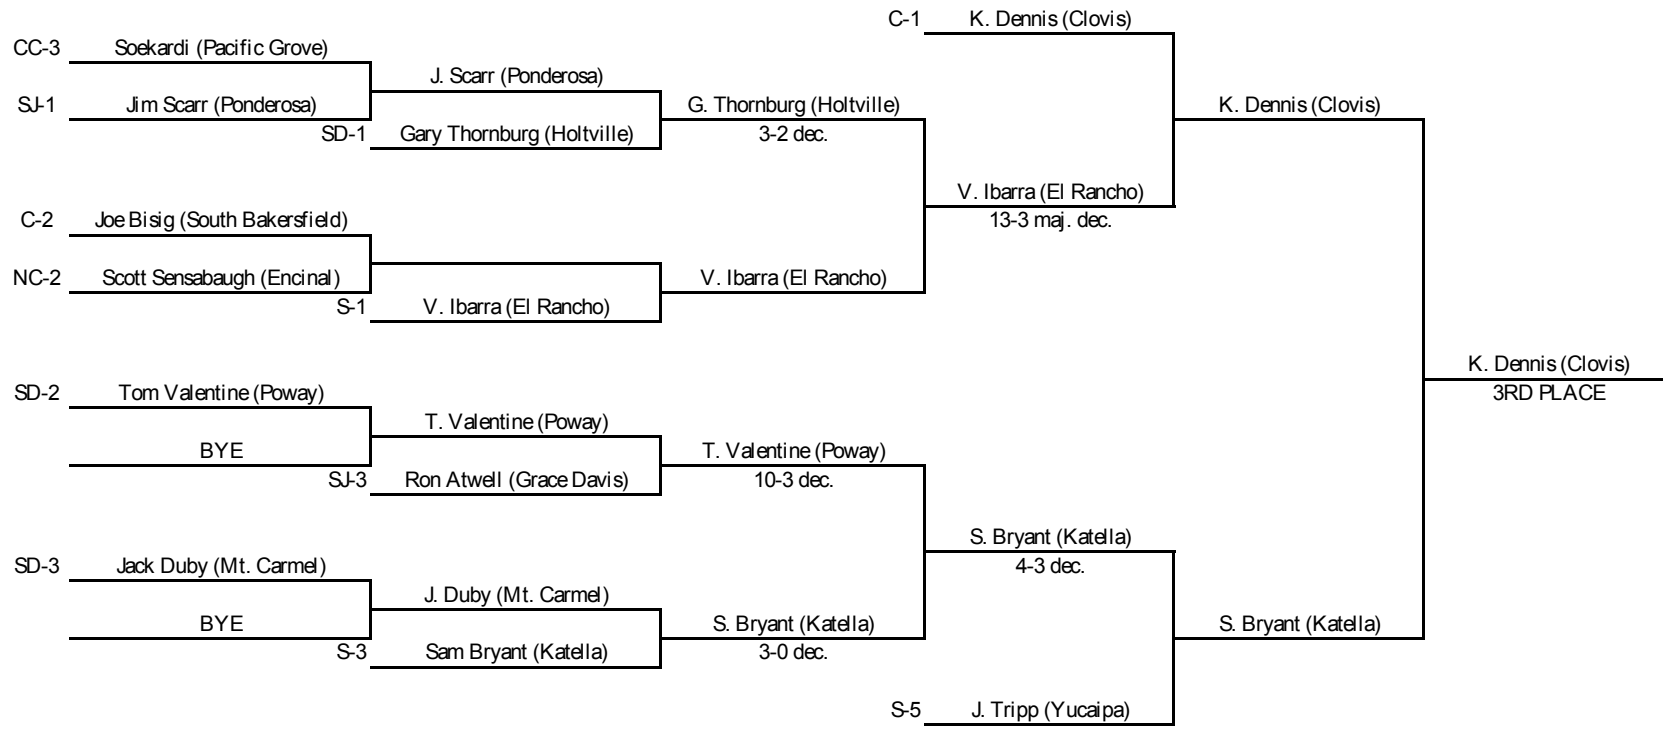 C-1 K. Dennis (Clovis)
CC-3 Soekardi (Pacific Grove)
J. Scarr (Ponderosa)
SJ-1 Jim Scarr (Ponderosa)
G. Thornburg (Holtville)
K. Dennis (Clovis)
SD-1 Gary Thornburg (Holtville)
3-2 dec.
V. Ibarra (El Rancho)
C-2 Joe Bisig (South Bakersfield)
13-3 maj. dec.
NC-2 Scott Sensabaugh (Encinal)
V. Ibarra (El Rancho)
S-1 V. Ibarra (El Rancho)
K. Dennis (Clovis)
SD-2 Tom Valentine (Poway)
3RD PLACE
T. Valentine (Poway)
BYE
T. Valentine (Poway)
SJ-3 Ron Atwell (Grace Davis)
10-3 dec.
S. Bryant (Katella)
SD-3 Jack Duby (Mt. Carmel)
4-3 dec.
J. Duby (Mt. Carmel)
BYE
S. Bryant (Katella)
S. Bryant (Katella)
S-3 Sam Bryant (Katella)
3-0 dec.
S-5 J. Tripp (Yucaipa)